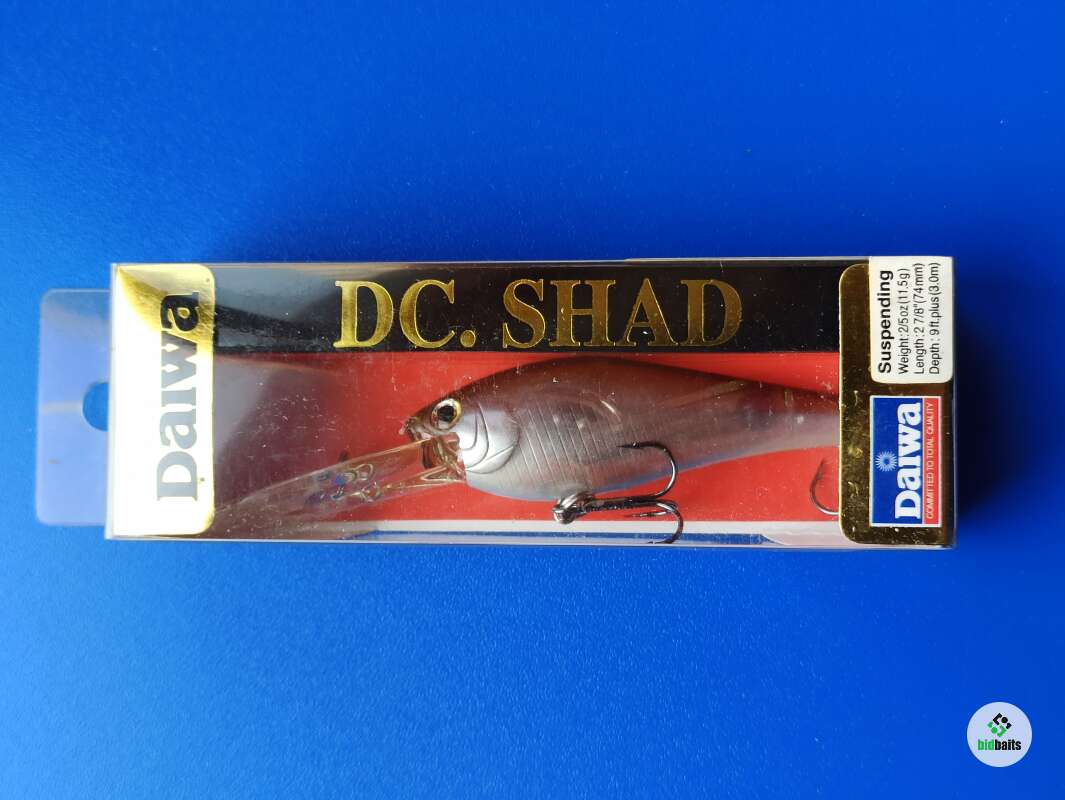 Daiwa
DC. SHAD
Suspending
Weight:2/5oz(11.5g)
Length:2 7/8"(74mm)
Depth: 9ft.plus(3.0m)
Daiwa
COMMITTED TO TOTAL QUALITY
bidbaits